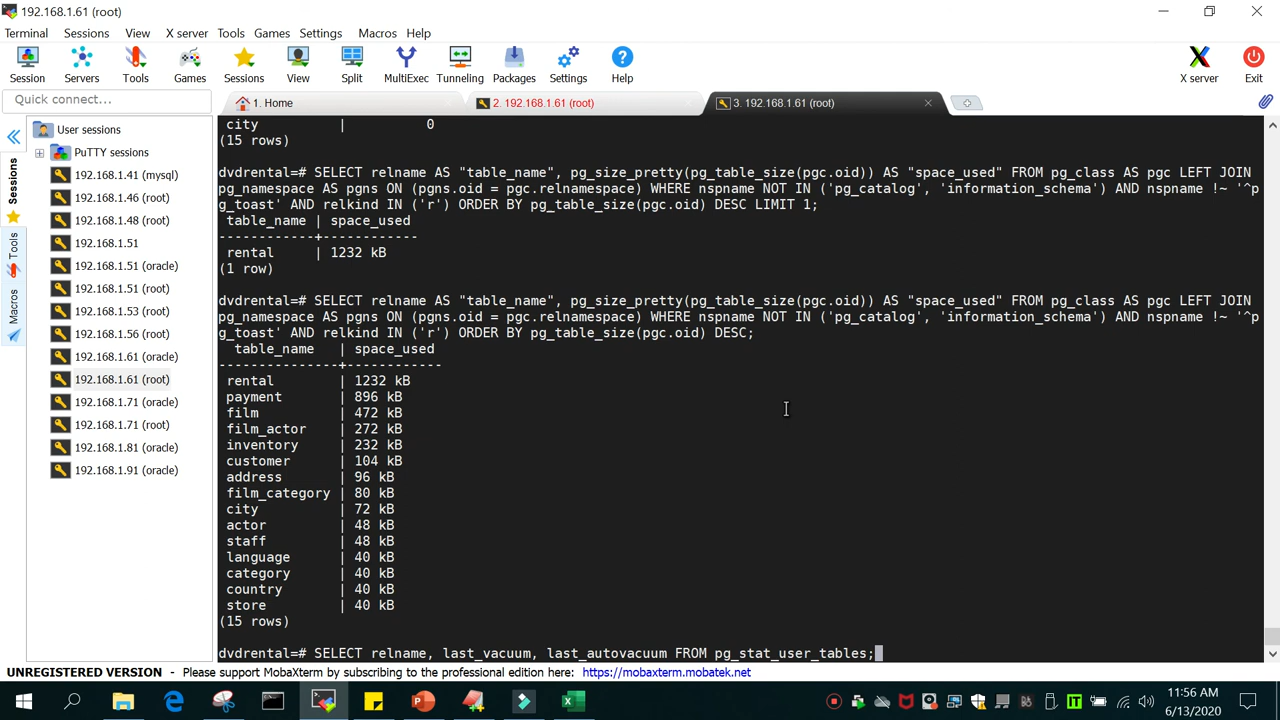 192.168.1.61 (root)
Terminal Sessions View X server Tools Games Settings Macros Help
Session Servers Tools Games Sessions View Split MultiExec Tunneling Packages Settings Help X server Exit
Quick connect...
1. Home
2. 192.168.1.61 (root)
3. 192.168.1.61 (root)
Sessions
Tools
Macros
User sessions
PuTTY sessions
192.168.1.41 (mysql)
192.168.1.46 (root)
192.168.1.48 (root)
192.168.1.51
192.168.1.51 (oracle)
192.168.1.51 (root)
192.168.1.53 (root)
192.168.1.56 (root)
192.168.1.61 (oracle)
192.168.1.61 (root)
192.168.1.71 (oracle)
192.168.1.71 (root)
192.168.1.81 (oracle)
192.168.1.91 (oracle)
city | 0
(15 rows)
dvdrental=# SELECT relname AS "table_name", pg_size_pretty(pg_table_size(pgc.oid)) AS "space_used" FROM pg_class AS pgc LEFT JOIN
pg_namespace AS pgns ON (pgns.oid = pgc.relnamespace) WHERE nspname NOT IN ('pg_catalog', 'information_schema') AND nspname !~ '^p
g_toast' AND relkind IN ('r') ORDER BY pg_table_size(pgc.oid) DESC LIMIT 1;
table_name | space_used
------------+------------
rental | 1232 kB
(1 row)
dvdrental=# SELECT relname AS "table_name", pg_size_pretty(pg_table_size(pgc.oid)) AS "space_used" FROM pg_class AS pgc LEFT JOIN
pg_namespace AS pgns ON (pgns.oid = pgc.relnamespace) WHERE nspname NOT IN ('pg_catalog', 'information_schema') AND nspname !~ '^p
g_toast' AND relkind IN ('r') ORDER BY pg_table_size(pgc.oid) DESC;
table_name | space_used
---------------+------------
rental | 1232 kB
payment | 896 kB
film | 472 kB
film_actor | 272 kB
inventory | 232 kB
customer | 104 kB
address | 96 kB
film_category | 80 kB
city | 72 kB
actor | 48 kB
staff | 48 kB
language | 40 kB
category | 40 kB
country | 40 kB
store | 40 kB
(15 rows)
dvdrental=# SELECT relname, last_vacuum, last_autovacuum FROM pg_stat_user_tables;
UNREGISTERED VERSION - Please support MobaXterm by subscribing to the professional edition here: https://mobaxterm.mobatek.net
11:56 AM
6/13/2020